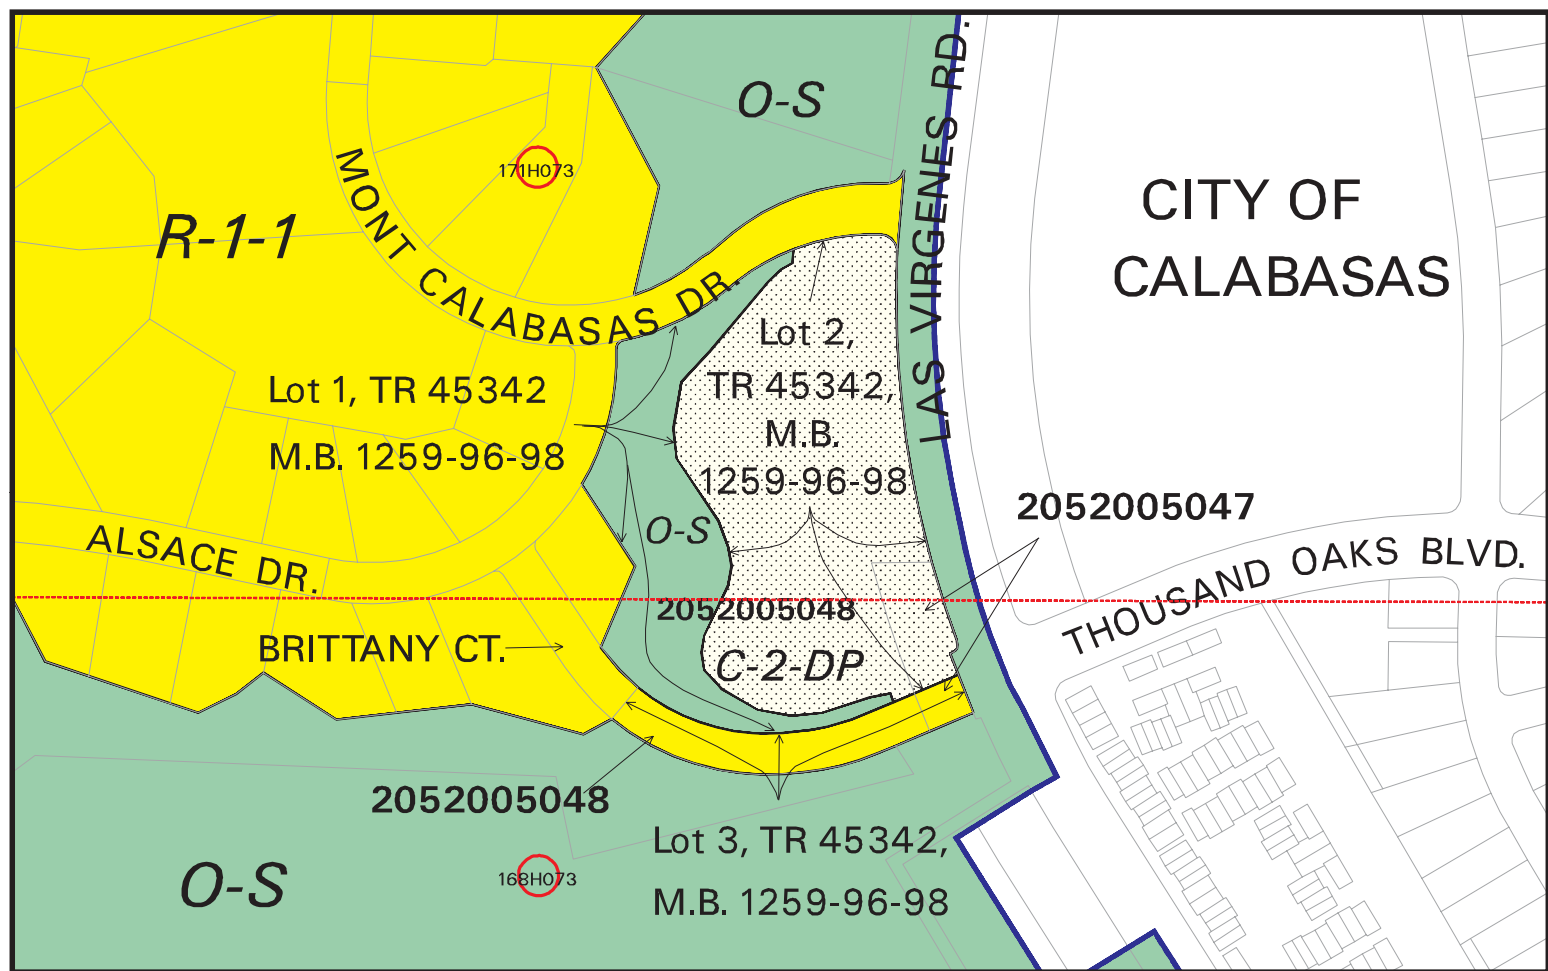 O-S
LAS VIRGENES RD.
171H073
CITY OF
CALABASAS
R-1-1
MONT CALABASAS DR.
Lot 2,
TR 45342,
M.B.
1259-96-98
Lot 1, TR 45342
M.B. 1259-96-98
2052005047
O-S
ALSACE DR.
THOUSAND OAKS BLVD.
2052005048
BRITTANY CT.
C-2-DP
2052005048
Lot 3, TR 45342,
M.B. 1259-96-98
O-S
168H073